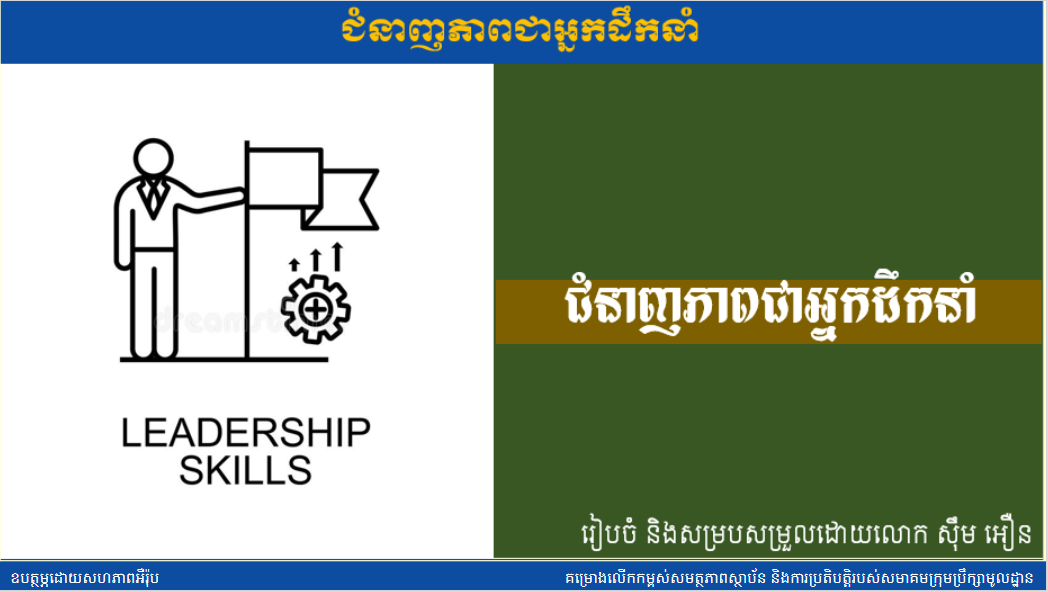 ជំនាញភាពជាអ្នកដឹកនាំ
LEADERSHIP
SKILLS
ជំនាញភាពជាអ្នកដឹកនាំ
រៀបចំ និងសម្របសម្រួលដោយលោក ស៊ឹម អឿន
ឧបត្ថម្ភដោយសហភាពអឺរ៉ុប
គម្រោងលើកកម្ពស់សមត្ថភាពស្ថាប័ន និងការប្រតិបត្តិរបស់សមាគមក្រុមប្រឹក្សាមូលដ្ឋាន